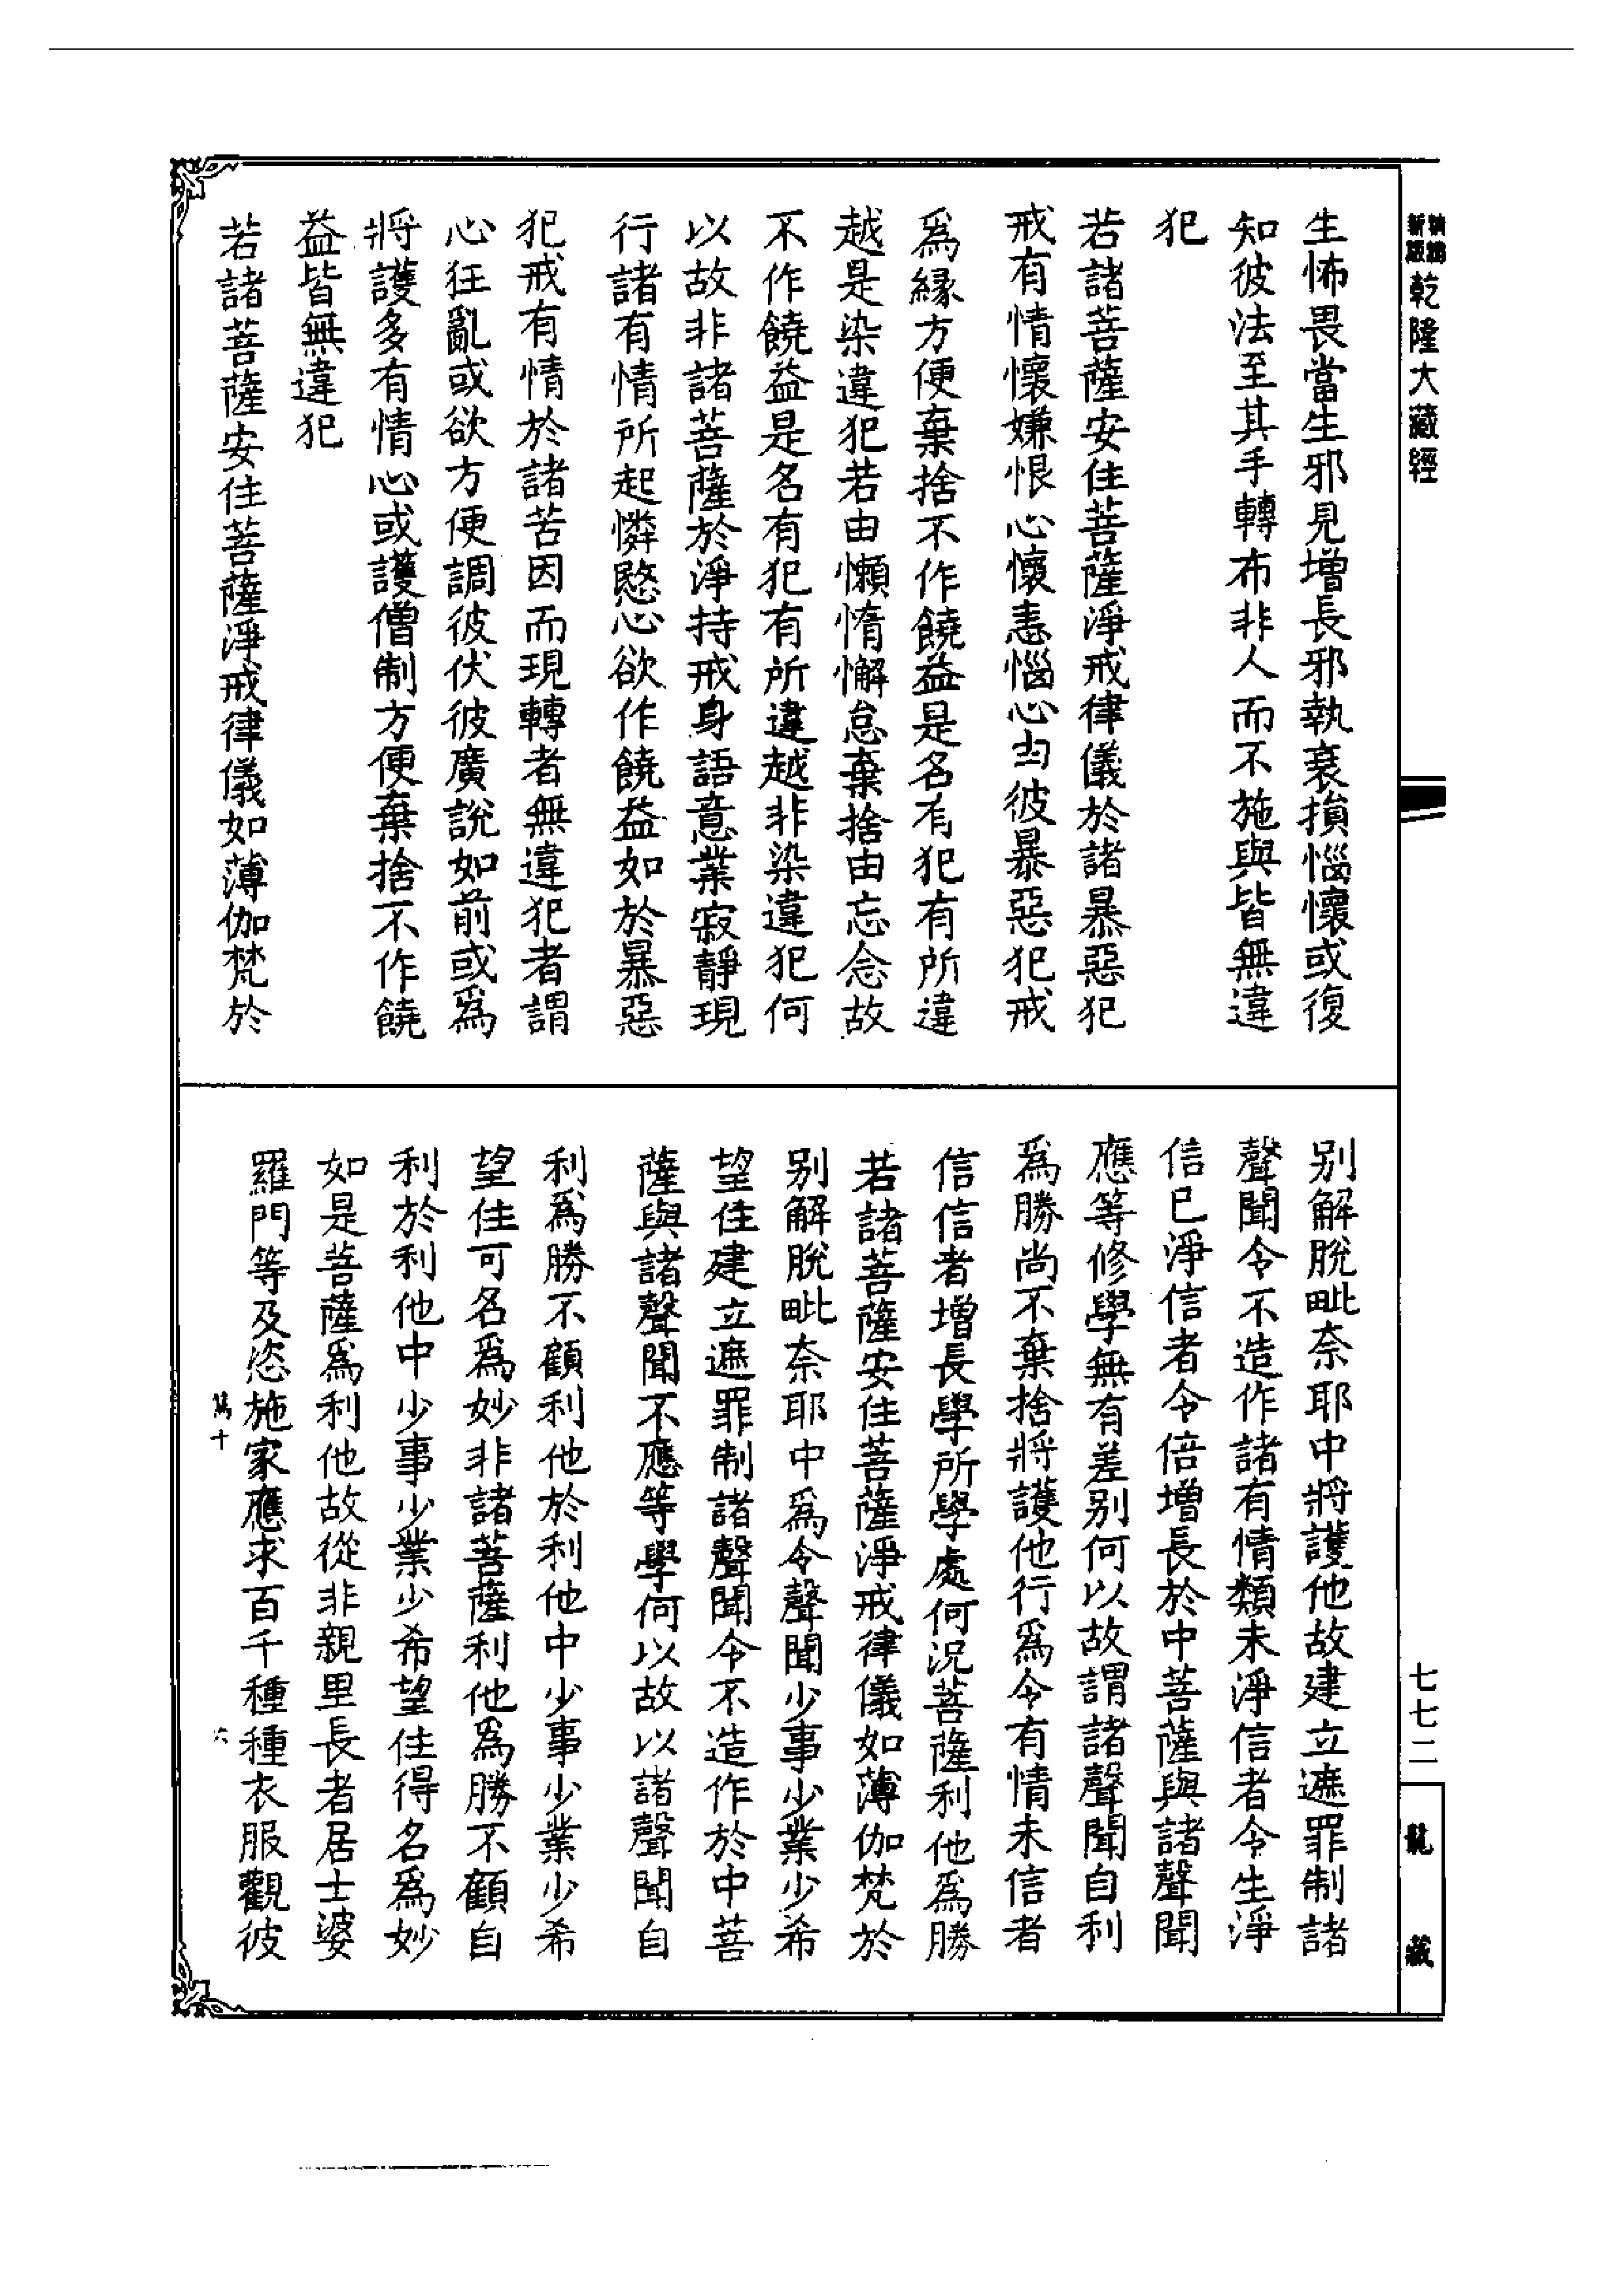 新編
新版
乾隆大藏經
生怖畏當生邪見增長邪執衰損惱懷或復
知彼法至其手轉布非人而不施與皆無違
犯
若諸菩薩安住菩薩淨戒律儀於諸暴惡犯
戒有情懷嫌恨心懷恚惱心由彼暴惡犯戒
為緣方便棄捨不作饒益是名有犯有所違
越是染違犯若由懶惰懈怠棄捨由忘念故
不作饒益是名有犯有所違越非染違犯何
以故非諸菩薩於淨持戒身語意業寂靜現
行諸有情所起憐愍心欲作饒益如於暴惡
犯戒有情於諸苦因而現轉者無違犯者謂
心狂亂或欲方便調彼伏彼廣說如前或為
將護多有情心或護僧制方便棄捨不作饒
益皆無違犯
若諸菩薩安住菩薩淨戒律儀如薄伽梵於
別解脫毗奈耶中將護他故建立遮罪制諸
聲聞令不造作諸有情類未淨信者令生淨
信已淨信者令倍增長於中菩薩與諸聲聞
應等修學無有差別何以故謂諸聲聞自利
為勝尚不棄捨將護他行為令有情未信者
信信者增長學所學處何況菩薩利他為勝
若諸菩薩安住菩薩淨戒律儀如薄伽梵於
別解脫毗奈耶中為令聲聞少事少業少希
望住建立遮罪制諸聲聞令不造作於中菩
薩與諸聲聞不應等學何以故以諸聲聞自
利為勝不顧利他於利他中少事少業少希
望住可名為妙非諸菩薩利他為勝不顧自
利於利他中少事少業少希望住得名為妙
如是菩薩為利他故從非親里長者居士婆
羅門等及恣施家應求百千種種衣服觀彼
十
六
七七二
龍藏